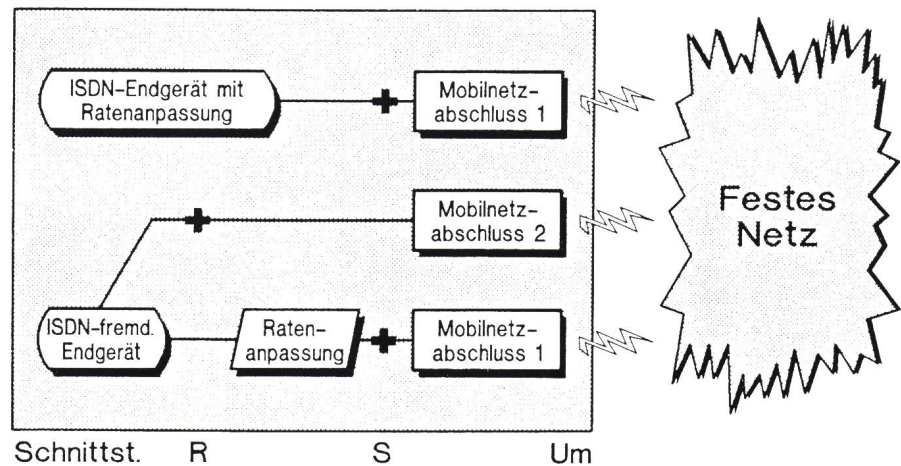 ISDN-Endgerät mit
Ratenanpassung
Mobilnetz-
abschluss 1
Mobilnetz-
abschluss 2
Festes
Netz
ISDN-fremd.
Endgerät
Raten-
anpassung
Mobilnetz-
abschluss 1
Schnittst. R S Um